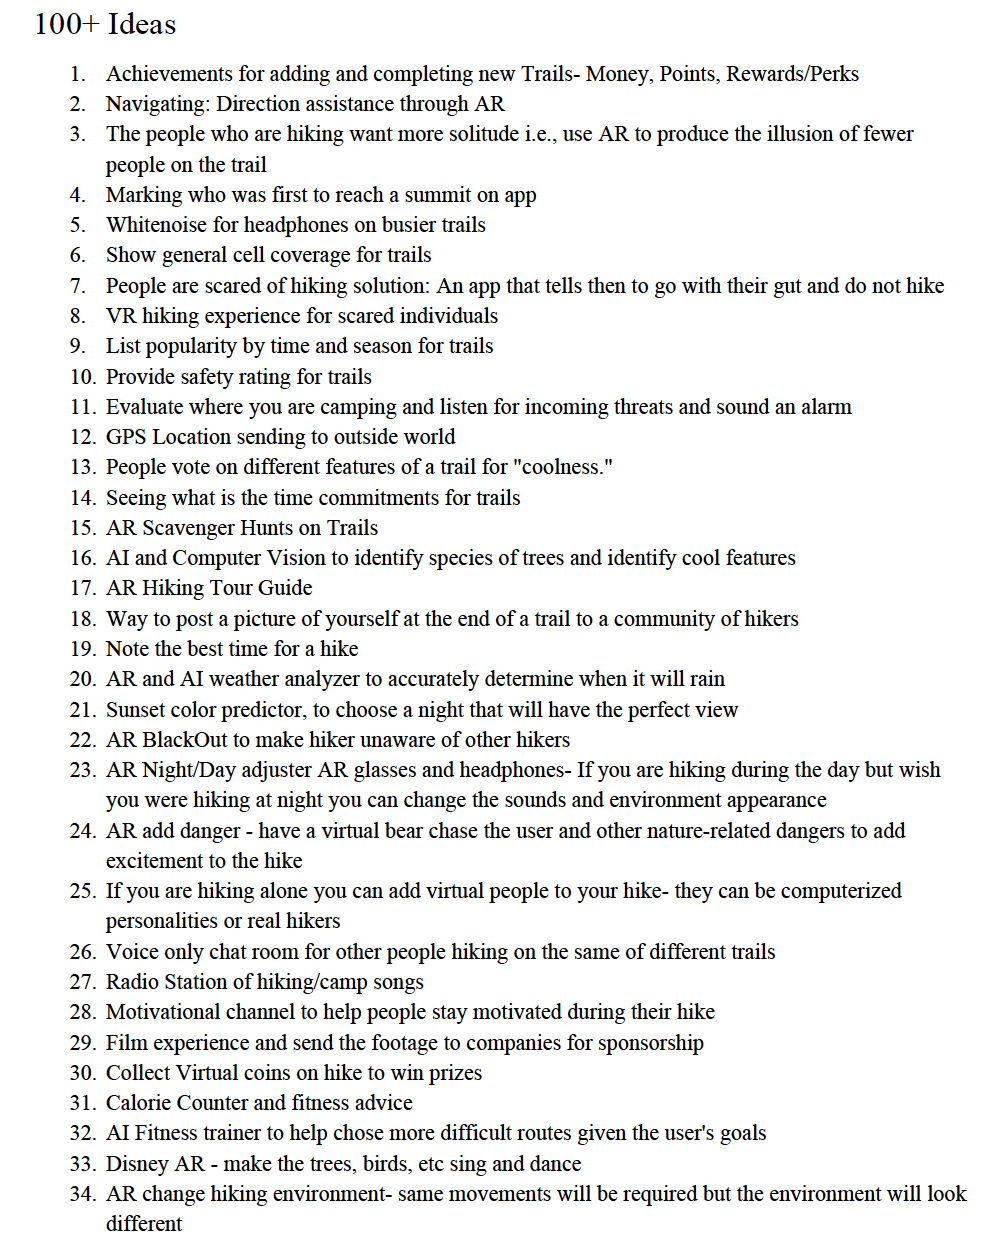 100+ Ideas
1. Achievements for adding and completing new Trails- Money, Points, Rewards/Perks
2. Navigating: Direction assistance through AR
3. The people who are hiking want more solitude i.e., use AR to produce the illusion of fewer
people on the trail
4. Marking who was first to reach a summit on app
5. Whitenoise for headphones on busier trails
6. Show general cell coverage for trails
7. People are scared of hiking solution: An app that tells then to go with their gut and do not hike
8. VR hiking experience for scared individuals
9. List popularity by time and season for trails
10. Provide safety rating for trails
11. Evaluate where you are camping and listen for incoming threats and sound an alarm
12. GPS Location sending to outside world
13. People vote on different features of a trail for "coolness."
14. Seeing what is the time commitments for trails
15. AR Scavenger Hunts on Trails
16. AI and Computer Vision to identify species of trees and identify cool features
17. AR Hiking Tour Guide
18. Way to post a picture of yourself at the end of a trail to a community of hikers
19. Note the best time for a hike
20. AR and AI weather analyzer to accurately determine when it will rain
21. Sunset color predictor, to choose a night that will have the perfect view
22. AR BlackOut to make hiker unaware of other hikers
23. AR Night/Day adjuster AR glasses and headphones- If you are hiking during the day but wish
you were hiking at night you can change the sounds and environment appearance
24. AR add danger - have a virtual bear chase the user and other nature-related dangers to add
excitement to the hike
25. If you are hiking alone you can add virtual people to your hike- they can be computerized
personalities or real hikers
26. Voice only chat room for other people hiking on the same of different trails
27. Radio Station of hiking/camp songs
28. Motivational channel to help people stay motivated during their hike
29. Film experience and send the footage to companies for sponsorship
30. Collect Virtual coins on hike to win prizes
31. Calorie Counter and fitness advice
32. AI Fitness trainer to help chose more difficult routes given the user's goals
33. Disney AR - make the trees, birds, etc sing and dance
34. AR change hiking environment- same movements will be required but the environment will look
different